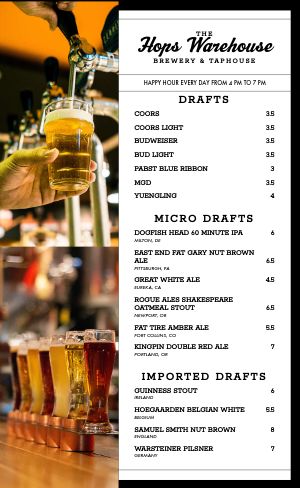 THE
Hops Warehouse
BREWERY & TAPHOUSE
HAPPY HOUR EVERY DAY FROM 4 PM TO 7 PM
DRAFTS
COORS 3.5
COORS LIGHT 3.5
BUDWEISER 3.5
BUD LIGHT 3.5
PABST BLUE RIBBON 3
MGD 3.5
YUENGLING 4
MICRO DRAFTS
DOGFISH HEAD 60 MINUTE IPA 6
MILTON, DE
EAST END FAT GARY NUT BROWN
ALE 6.5
PITTSBURGH, PA
GREAT WHITE ALE 4.5
EUREKA, CA
ROGUE ALES SHAKESPEARE
OATMEAL STOUT 6.5
NEWPORT, OR
FAT TIRE AMBER ALE 5.5
FORT COLLINS, CO
KINGPIN DOUBLE RED ALE 7
PORTLAND, OR
IMPORTED DRAFTS
GUINNESS STOUT 6
IRELAND
HOEGAARDEN BELGIAN WHITE 5.5
BELGIUM
SAMUEL SMITH NUT BROWN 8
ENGLAND
WARSTEINER PILSNER 7
GERMANY